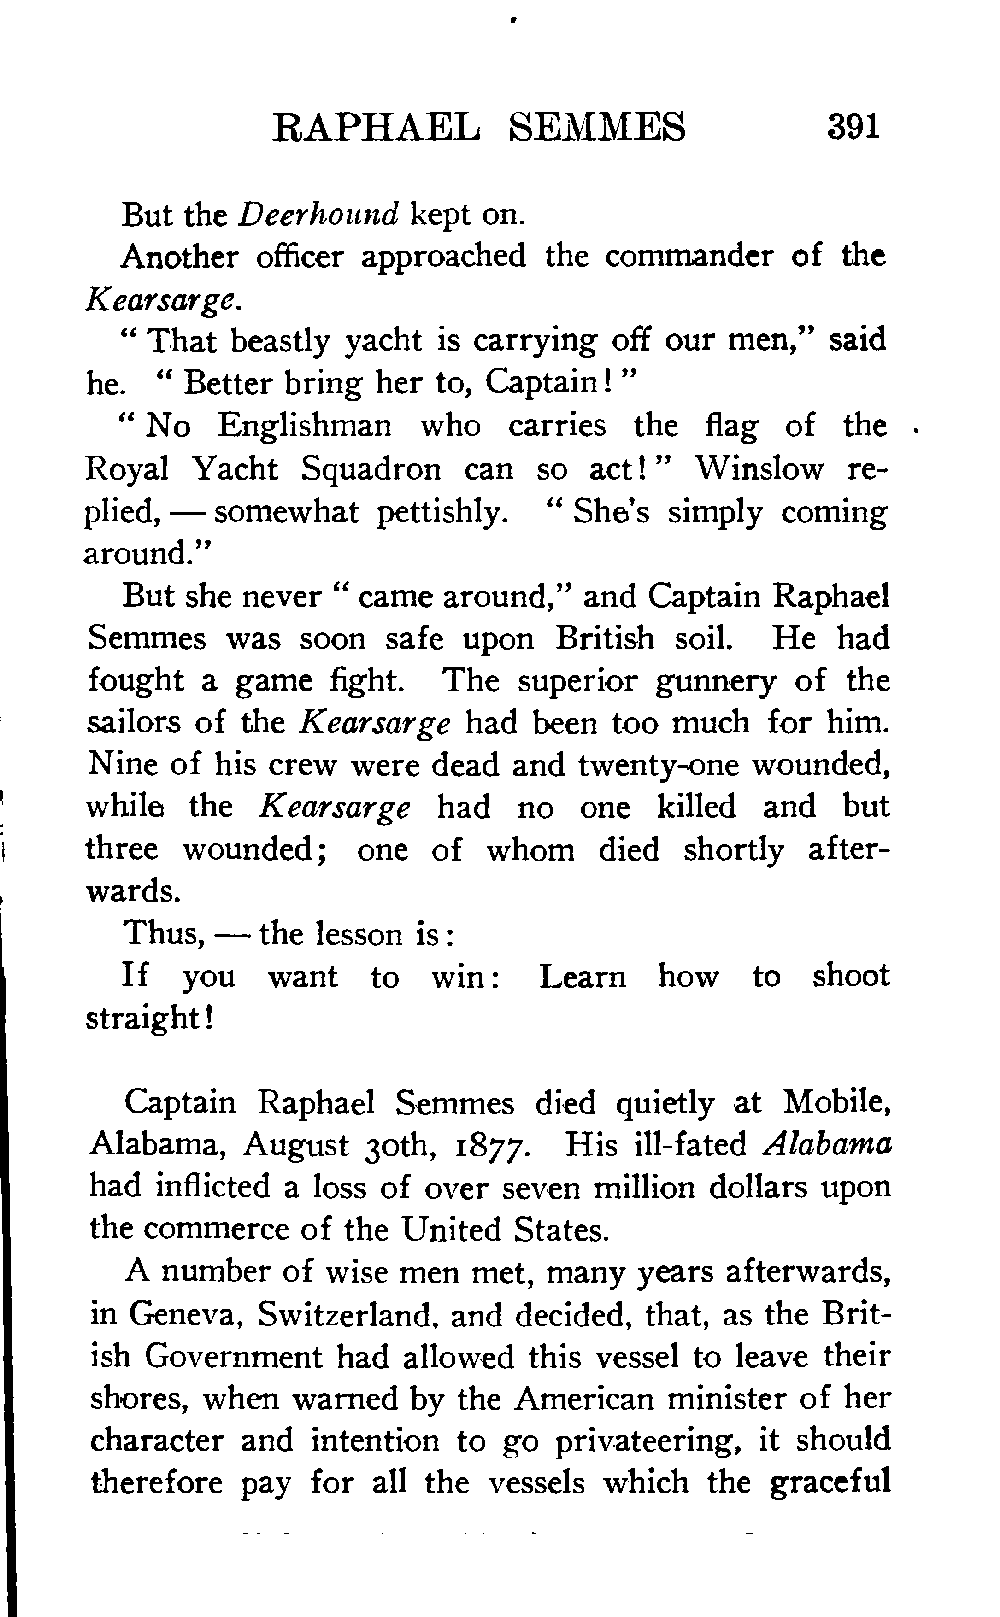 RAPHAEL SEMMES 391
But the Deerhound kept on.
Another officer approached the commander of the
Kearsarge.
“ That beastly yacht is carrying off our men,” said
he. “ Better bring her to, Captain! ”
“ No Englishman who carries the flag of the
Royal Yacht Squadron can so act! ” Winslow re-
plied, — somewhat pettishly. “ She's simply coming
around.”
But she never “ came around,” and Captain Raphael
Semmes was soon safe upon British soil. He had
fought a game fight. The superior gunnery of the
sailors of the Kearsarge had been too much for him.
Nine of his crew were dead and twenty-one wounded,
while the Kearsarge had no one killed and but
three wounded; one of whom died shortly after-
wards.
Thus, — the lesson is :
If you want to win: Learn how to shoot
straight!
Captain Raphael Semmes died quietly at Mobile,
Alabama, August 30th, 1877. His ill-fated Alabama
had inflicted a loss of over seven million dollars upon
the commerce of the United States.
A number of wise men met, many years afterwards,
in Geneva, Switzerland, and decided, that, as the Brit-
ish Government had allowed this vessel to leave their
shores, when warned by the American minister of her
character and intention to go privateering, it should
therefore pay for all the vessels which the graceful